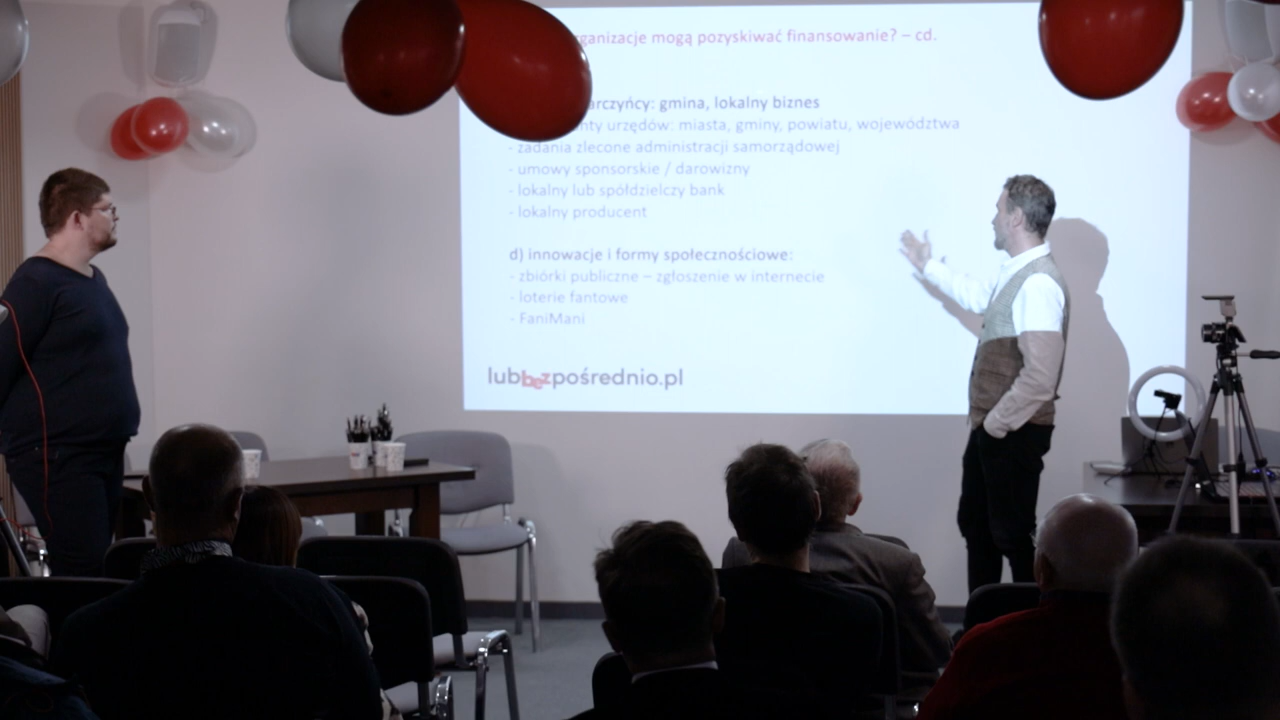 organizacje mogą pozyskiwać finansowanie? – cd.
gmina, lokalny biznes
urzędów: miasta, gminy, powiatu, województwa
- zadania zlecone administracji samorządowej
- umowy sponsorskie / darowizny
- lokalny lub spółdzielczy bank
- lokalny producent
d) innowacje i formy społecznościowe:
- zbiórki publiczne – zgłoszenie w internecie
- loterie fantowe
- FaniMani
lubbezpośrednio.pl